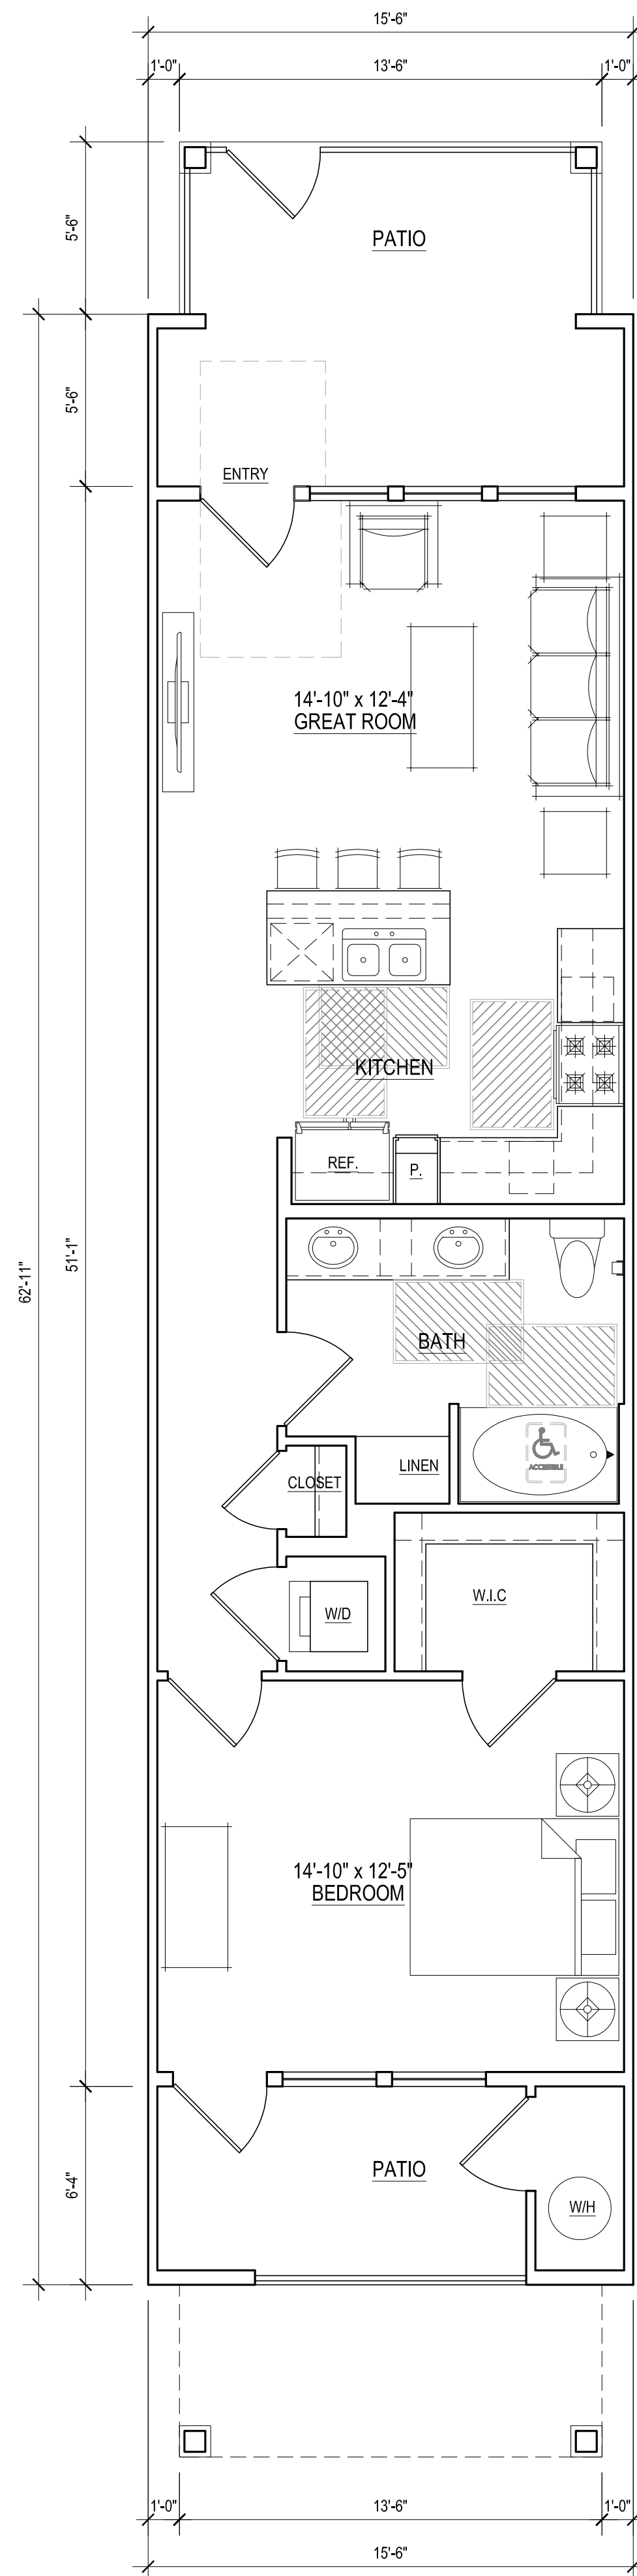 15'-6"
1'-0"
13'-6"
1'-0"
5'-6"
PATIO
5'-6"
ENTRY
14'-10" x 12'-4"
GREAT ROOM
KITCHEN
REF.
P.
51'-1"
62'-11"
BATH
LINEN
ACCESSIBLE
CLOSET
W/D
W.I.C
14'-10" x 12'-5"
BEDROOM
6'-4"
PATIO
W/H
1'-0"
13'-6"
1'-0"
15'-6"